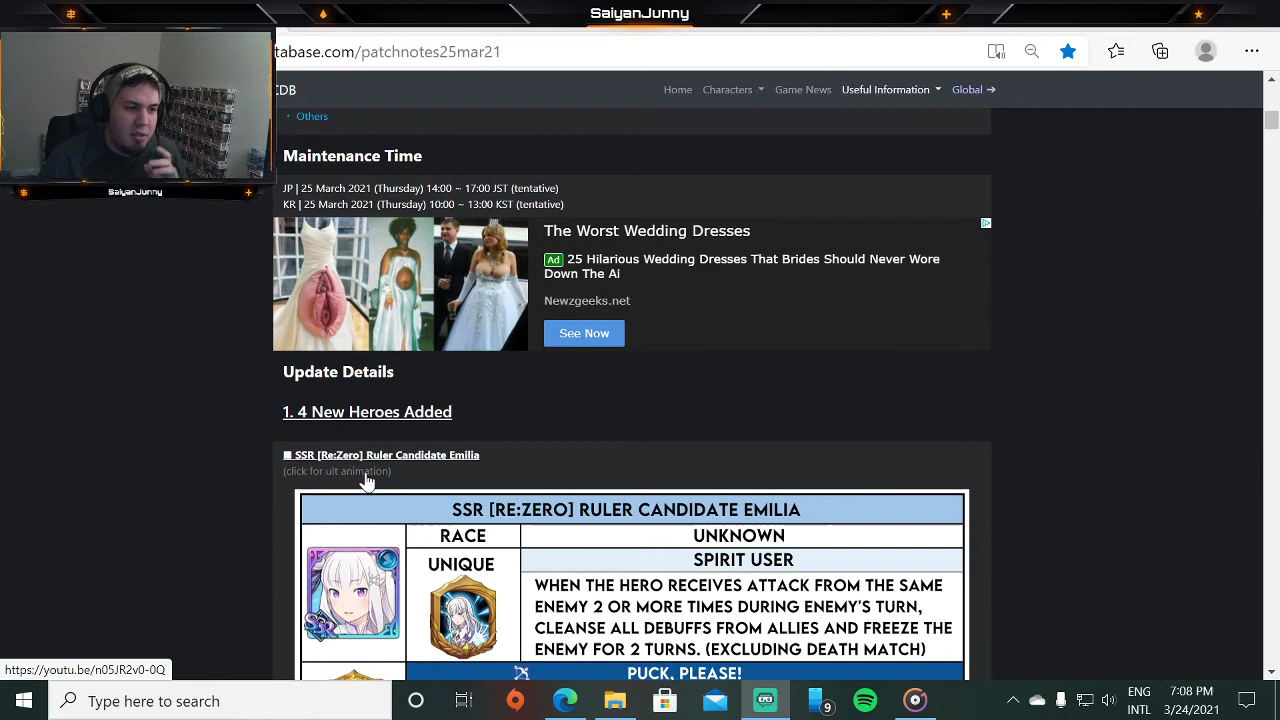 SaiyanJunny
tabase.com/patchnotes25mar21
CDB
Home
Characters
Game News
Useful Information
Global →
SaiyanJunny
Others
Maintenance Time
JP | 25 March 2021 (Thursday) 14:00 ~ 17:00 JST (tentative)
KR | 25 March 2021 (Thursday) 10:00 ~ 13:00 KST (tentative)
The Worst Wedding Dresses
Ad 25 Hilarious Wedding Dresses That Brides Should Never Wore
Down The Ai
Newzgeeks.net
See Now
Update Details
1. 4 New Heroes Added
■ SSR [Re:Zero] Ruler Candidate Emilia
(click for ult animation)
SSR [RE:ZERO] RULER CANDIDATE EMILIA
RACE
UNKNOWN
UNIQUE
SPIRIT USER
WHEN THE HERO RECEIVES ATTACK FROM THE SAME
ENEMY 2 OR MORE TIMES DURING ENEMY'S TURN,
CLEANSE ALL DEBUFFS FROM ALLIES AND FREEZE THE
ENEMY FOR 2 TURNS. (EXCLUDING DEATH MATCH)
SSR
PUCK, PLEASE!
https://youtu.be/n05JR2v0-0Q
Type here to search
9
ENG
INTL
7:08 PM
3/24/2021